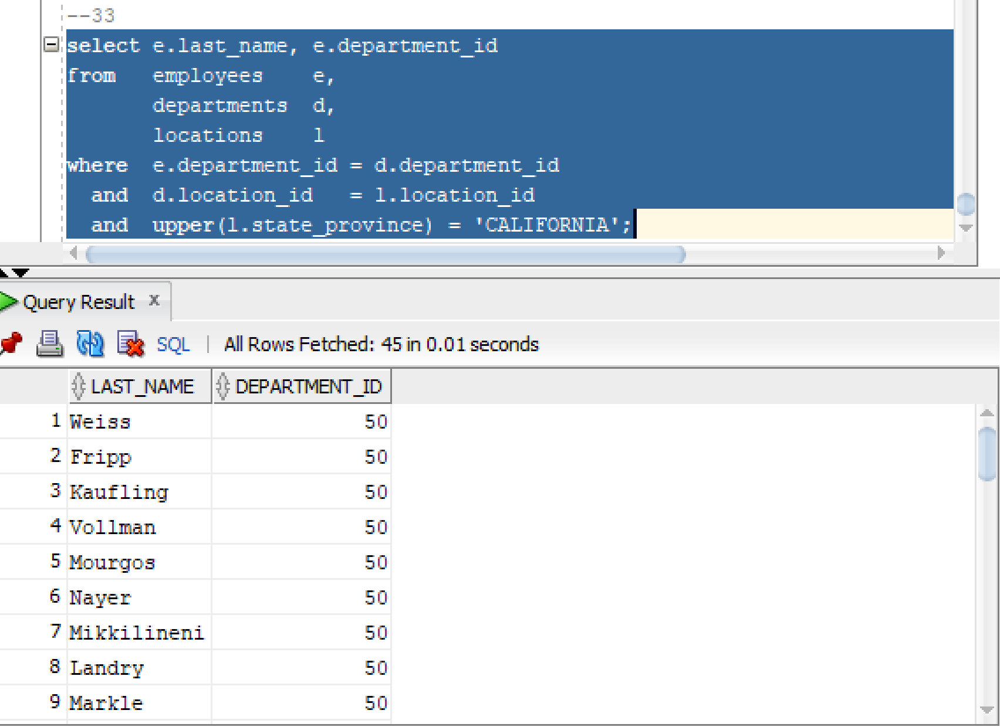 --33
select e.last_name, e.department_id
from   employees    e,
       departments  d,
       locations    l
where  e.department_id = d.department_id
  and  d.location_id   = l.location_id
  and  upper(l.state_province) = 'CALIFORNIA';
Query Result x
SQL | All Rows Fetched: 45 in 0.01 seconds
LAST_NAME DEPARTMENT_ID
1 Weiss 50
2 Fripp 50
3 Kaufling 50
4 Vollman 50
5 Mourgos 50
6 Nayer 50
7 Mikkilineni 50
8 Landry 50
9 Markle 50